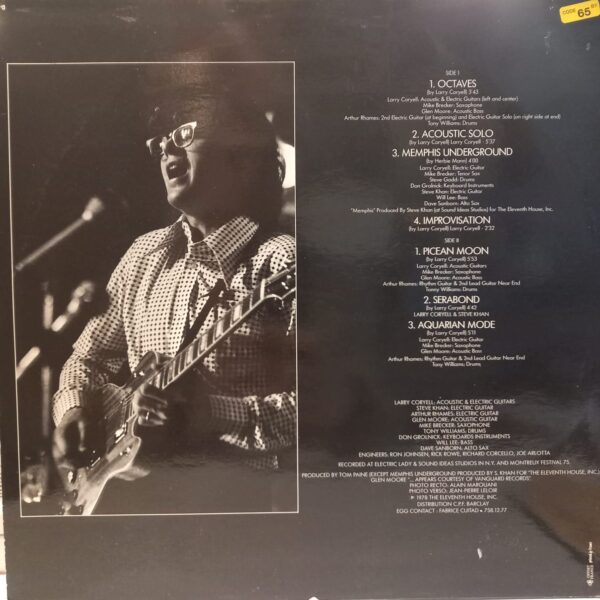 CODE 65
SIDE I
1. OCTAVES
(by Larry Coryell) 3'43
Larry Coryell: Acoustic & Electric Guitars (left and center)
Mike Brecker: Saxophone
Glen Moore: Acoustic Bass
Arthur Rhames: 2nd Electric Guitar (at beginning) and Electric Guitar Solo (on right side at end)
Tony Williams: Drums
2. ACOUSTIC SOLO
(by Larry Coryell) Larry Coryell - 5'37
3. MEMPHIS UNDERGROUND
(by Herbie Mann) 4'00
Larry Coryell: Electric Guitar
Mike Brecker: Tenor Sax
Steve Gadd: Drums
Don Grolnick: Keyboard Instruments
Steve Khan: Electric Guitar
Will Lee: Bass
Dave Sanborn: Alto Sax
"Memphis" Produced By Steve Khan (at Sound Ideas Studios) for The Eleventh House, Inc.
4. IMPROVISATION
(by Larry Coryell) Larry Coryell - 2'32
SIDE II
1. PICEAN MOON
(by Larry Coryell) 5'53
Larry Coryell: Acoustic Guitars
Mike Brecker: Saxophone
Glen Moore: Acoustic Bass
Arthur Rhames: Rhythm Guitar & 2nd Lead Guitar Near End
Tonny Williams: Drums
2. SERABOND
(by Larry Coryell) 4'43
LARRY CORYELL & STEVE KHAN
3. AQUARIAN MODE
(by Larry Coryell) 5'11
Larry Coryell: Electric Guitar
Mike Brecker: Saxophone
Glen Moore: Acoustic Bass
Arthur Rhames: Rhythm Guitar & 3nd Lead Guitar Near End
Tony Williams: Drums
LARRY CORYELL: ACOUSTIC & ELECTRIC GUITARS
STEVE KHAN: ELECTRIC GUITAR
ARTHUR RHAMES: ELECTRIC GUITAR
GLEN MOORE: ACOUSTIC GUITAR
MIKE BRECKER: SAXOPHONE
TONY WILLIAMS: DRUMS
DON GROLNICK: KEYBOARDS INSTRUMENTS
WILL LEE: BASS
DAVE SANBORN: ALTO SAX
ENGINEERS: RON JOHNSEN, RICK ROWE, RICHARD CORCELLO, JOE ARLOTTA
RECORDED AT ELECTRIC LADY & SOUND IDEAS STUDIOS IN N.Y. AND MONTREUX FESTIVAL 75.
PRODUCED BY TOM PAINE (EXCEPT MEMPHIS UNDERGROUND PRODUCED BY S. KHAN FOR "THE ELEVENTH HOUSE, INC.)
GLEN MOORE "... APPEARS COURTESY OF VANGUARD RECORDS"
PHOTO RECTO: ALAIN MAROUANI
PHOTO VERSO: JEAN-PIERRE LELOIR
℗ 1978 THE ELEVENTH HOUSE, INC.
DISTRIBUTION C.P.F. BARCLAY
EGG CONTACT : FABRICE CUITAD • 758.12.77